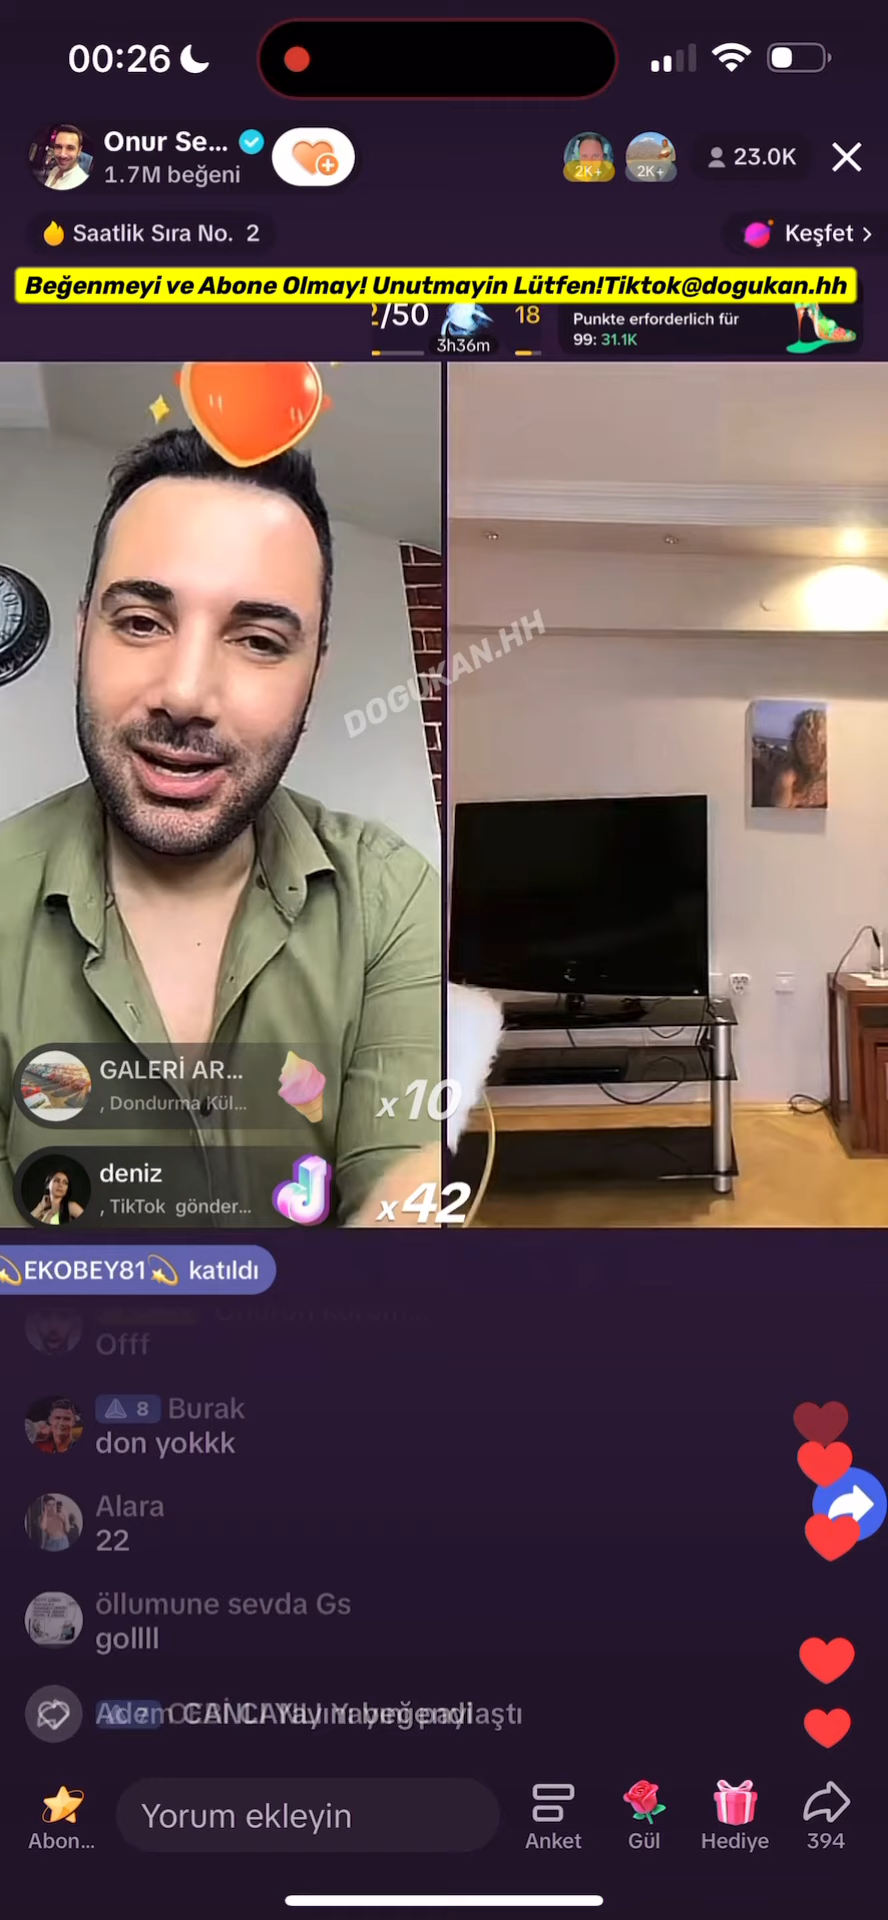 00:26
Onur Se...
1.7M beğeni
2K+
2K+
23.0K
Saatlik Sıra No. 2
Keşfet >
Beğenmeyi ve Abone Olmay! Unutmayin Lütfen!Tiktok@dogukan.hh
/50
3h36m
18
Punkte erforderlich für
99: 31.1K
DOGUKAN.HH
GALERİ AR...
, Dondurma Kül...
x10
deniz
, TikTok gönder...
x42
EKOBEY81 katıldı
Offf
8 Burak
don yokkk
Alara
22
öllumune sevda Gs
gollll
Abon...
Yorum ekleyin
Anket
Gül
Hediye
394